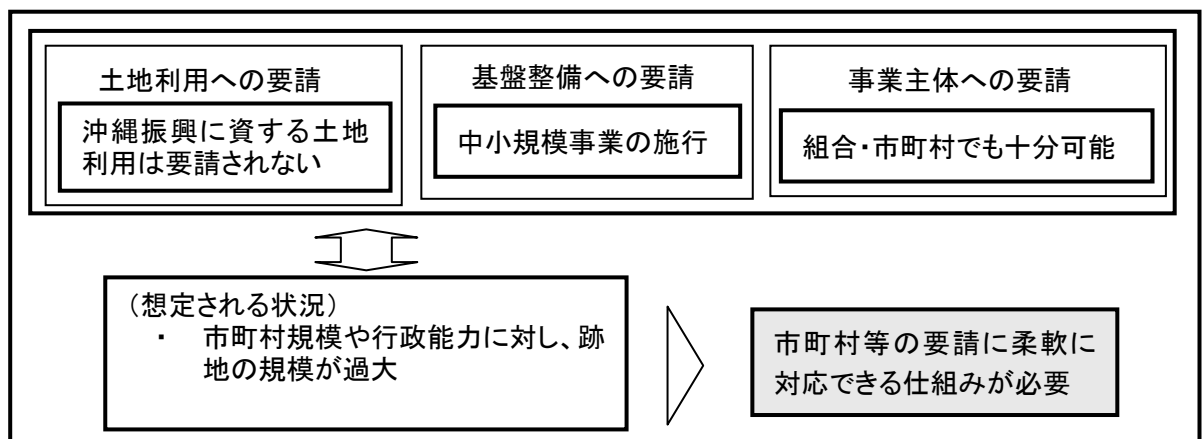 土地利用への要請
沖縄振興に資する土地
利用は要請されない
基盤整備への要請
中小規模事業の施行
事業主体への要請
組合・市町村でも十分可能
（想定される状況）
・ 市町村規模や行政能力に対し、跡
地の規模が過大
市町村等の要請に柔軟に
対応できる仕組みが必要